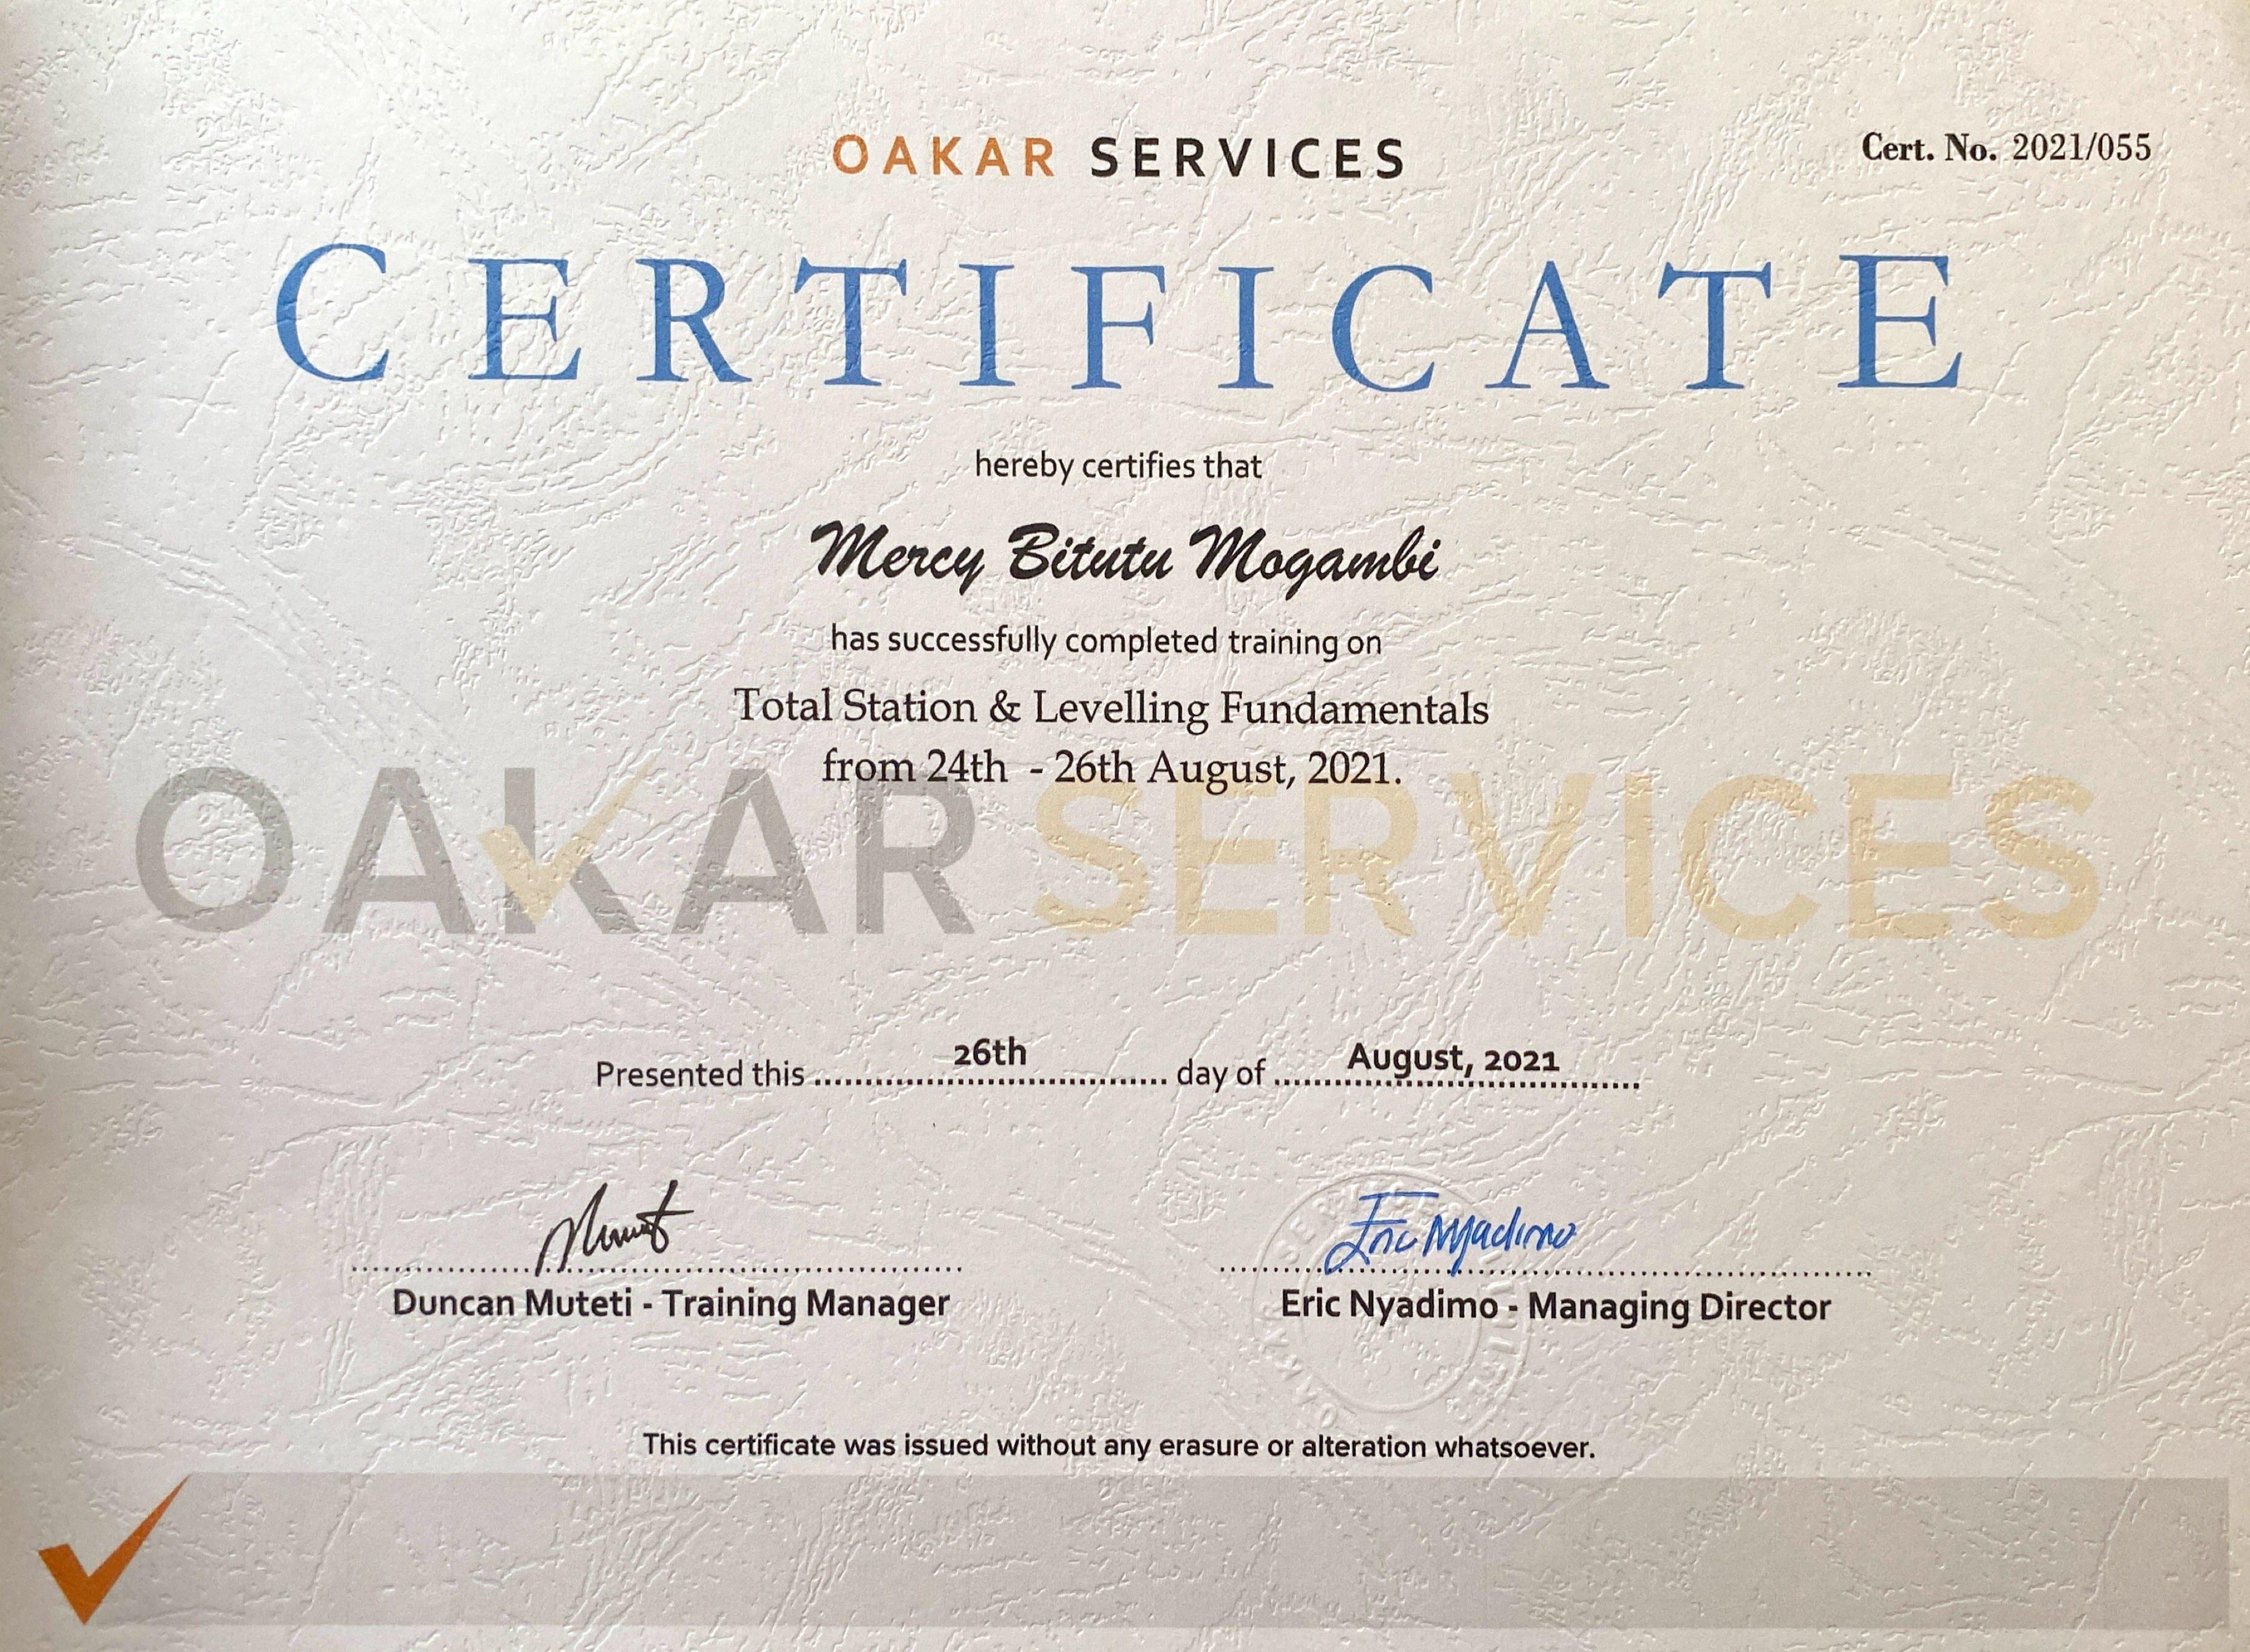 OAKAR SERVICES
Cert. No. 2021/055
CERTIFICATE
hereby certifies that
Mercy Bitutu Mogambi
has successfully completed training on
Total Station & Levelling Fundamentals
from 24th - 26th August, 2021.
OAKAR SERVICES
Presented this 26th day of August, 2021
Eric Nyadimo
Duncan Muteti - Training Manager
Eric Nyadimo - Managing Director
This certificate was issued without any erasure or alteration whatsoever.